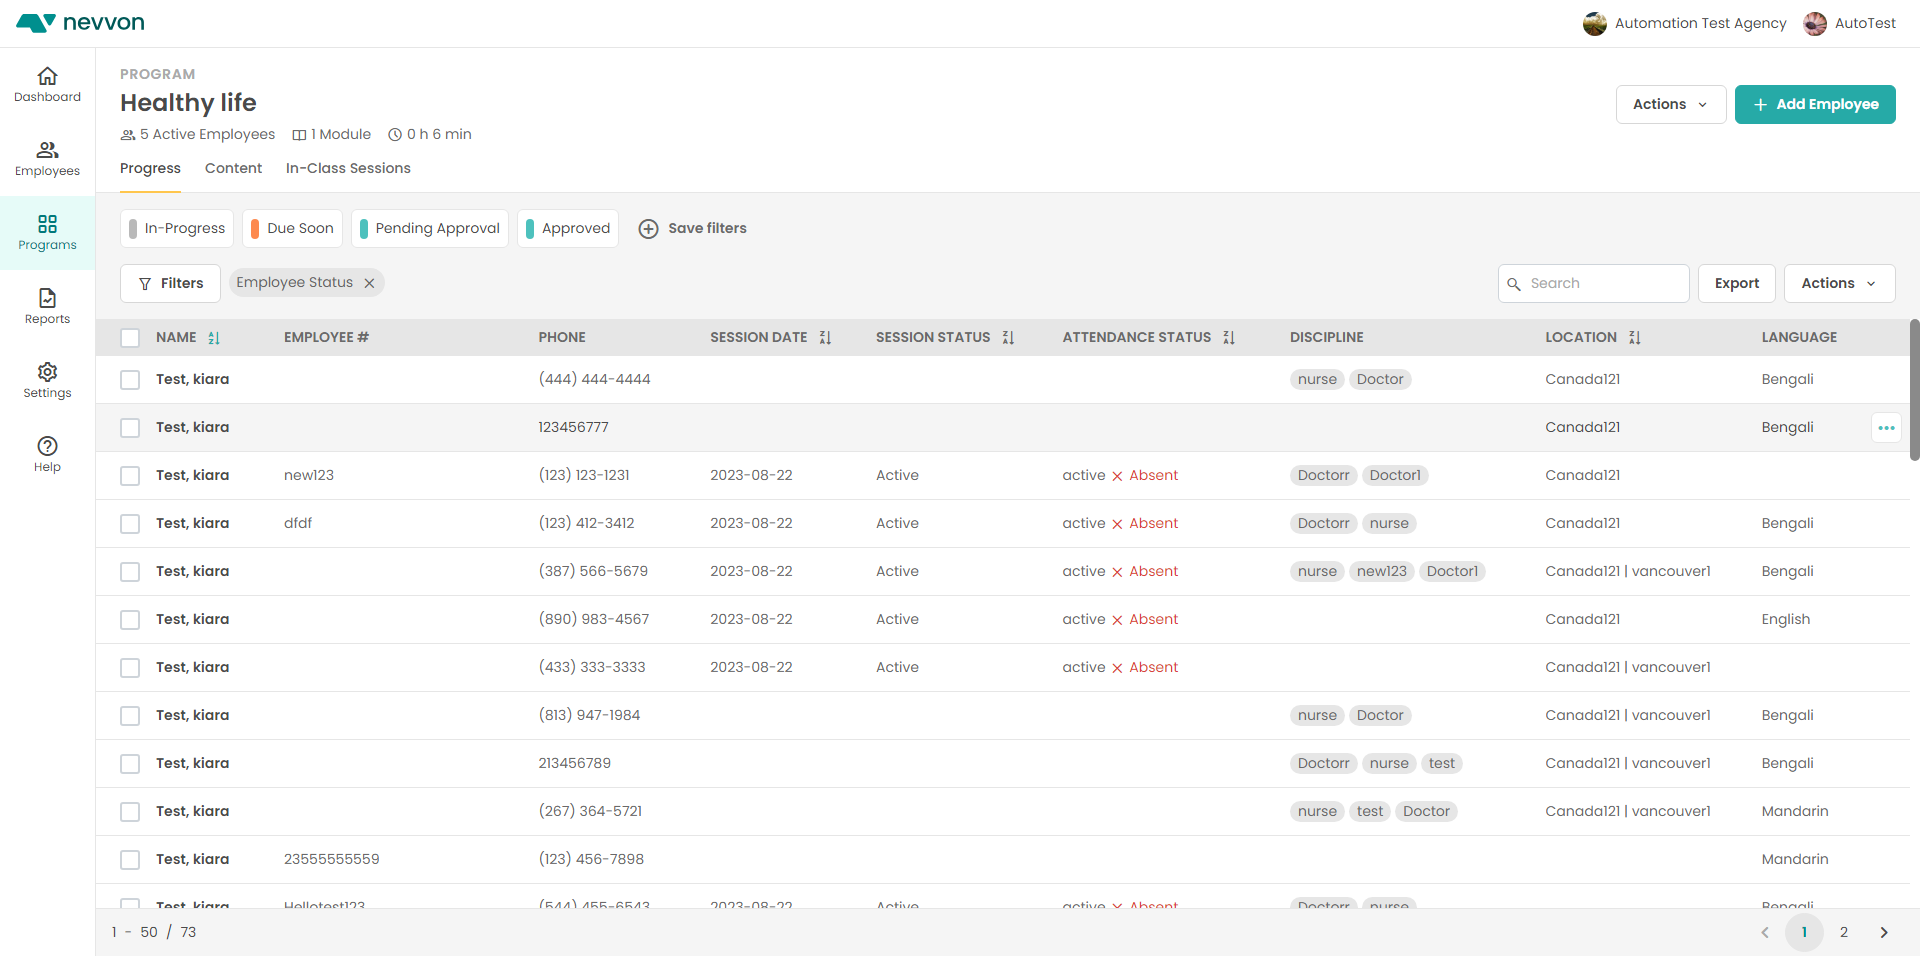 nevvon
Automation Test Agency AutoTest
Dashboard
Employees
Programs
Reports
Settings
Help
PROGRAM
Healthy life
5 Active Employees 1 Module 0 h 6 min
Actions + Add Employee
Progress Content In-Class Sessions
In-Progress Due Soon Pending Approval Approved Save filters
Filters Employee Status Search Export Actions
NAME EMPLOYEE # PHONE SESSION DATE SESSION STATUS ATTENDANCE STATUS DISCIPLINE LOCATION LANGUAGE
Test, kiara (444) 444-4444 nurse Doctor Canada121 Bengali
Test, kiara 123456777 Canada121 Bengali
Test, kiara new123 (123) 123-1231 2023-08-22 Active active Absent Doctorr Doctor1 Canada121
Test, kiara dfdf (123) 412-3412 2023-08-22 Active active Absent Doctorr nurse Canada121 Bengali
Test, kiara (387) 566-5679 2023-08-22 Active active Absent nurse new123 Doctor1 Canada121 | vancouver1 Bengali
Test, kiara (890) 983-4567 2023-08-22 Active active Absent Canada121 English
Test, kiara (433) 333-3333 2023-08-22 Active active Absent Canada121 | vancouver1
Test, kiara (813) 947-1984 nurse Doctor Canada121 | vancouver1 Bengali
Test, kiara 213456789 Doctorr nurse test Canada121 | vancouver1 Bengali
Test, kiara (267) 364-5721 nurse test Doctor Canada121 | vancouver1 Mandarin
Test, kiara 23555555559 (123) 456-7898 Mandarin
Test, kiara Hellotest123 (544) 455-6543 2023-08-22 Active active Absent Doctorr nurse Bengali
1 - 50 / 73 1 2